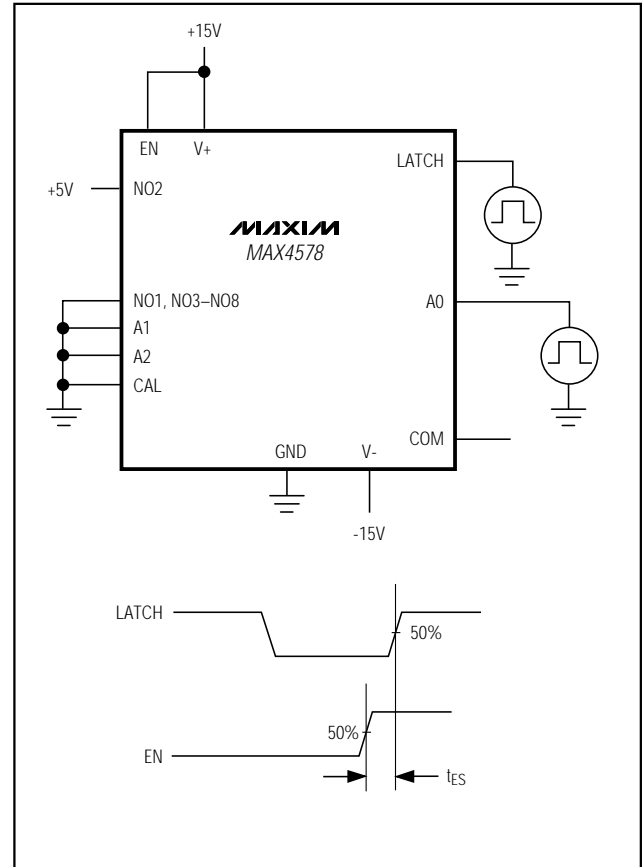 +15V
EN V+
LATCH
+5V NO2
MAXIM
MAX4578
NO1, NO3–NO8
A0
A1
A2
CAL
COM
GND V-
-15V
LATCH
50%
50%
EN
tES